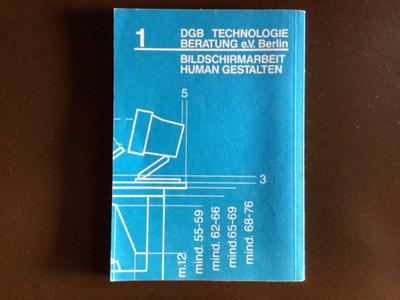 1
DGB TECHNOLOGIE
BERATUNG e.V. Berlin
BILDSCHIRMARBEIT
HUMAN GESTALTEN
5
3
m.12
mind. 55-59
mind. 62-66
mind.65-69
mind. 68-76